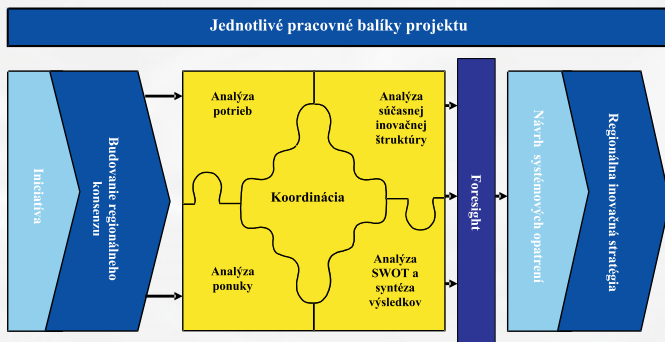 Jednotlivé pracovné balíky projektu
Iniciatíva
Budovanie regionálneho
konsenzu
Analýza
potrieb
Analýza
súčasnej
inovačnej
štruktúry
Koordinácia
Analýza
ponuky
Analýza
SWOT a
syntéza
výsledkov
Foresight
Návrh systémových opatrení
Regionálna inovačná stratégia